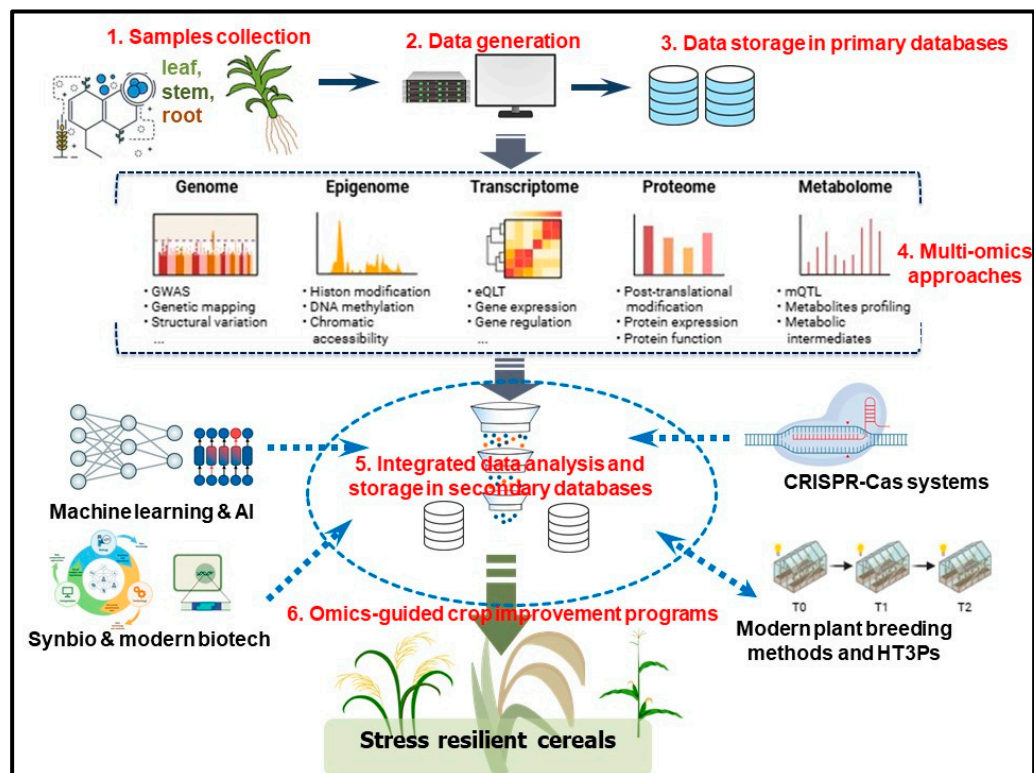 1. Samples collection
leaf,
stem,
root
2. Data generation
3. Data storage in primary databases
Genome
• GWAS
• Genetic mapping
• Structural variation
...
Epigenome
• Histon modification
• DNA methylation
• Chromatic
accessibility
Transcriptome
• eQLT
• Gene expression
• Gene regulation
...
Proteome
• Post-translational
modification
• Protein expression
• Protein function
Metabolome
• mQTL
• Metabolites profiling
• Metabolic
intermediates
4. Multi-omics
approaches
Machine learning & AI
5. Integrated data analysis and
storage in secondary databases
CRISPR-Cas systems
Synbio & modern biotech
T0
T1
T2
Modern plant breeding
methods and HT3Ps
6. Omics-guided crop improvement programs
Stress resilient cereals